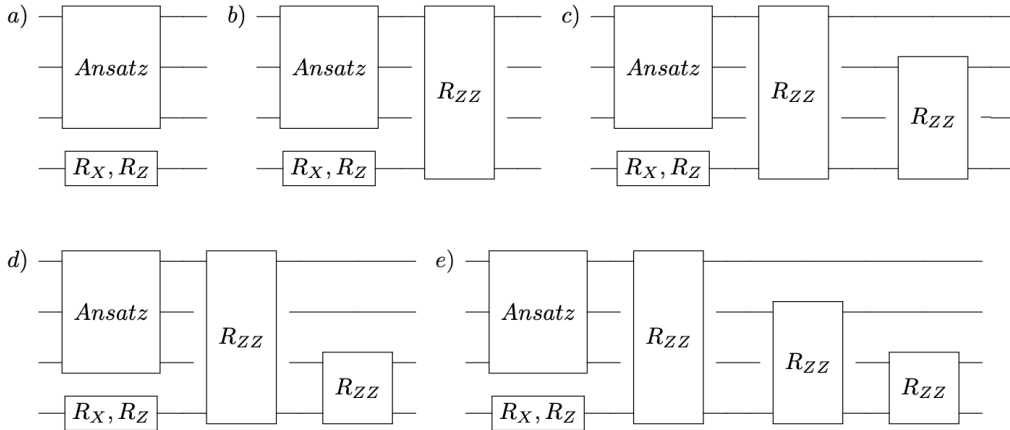 a)
Ansatz
R_X, R_Z
b)
Ansatz
R_ZZ
R_X, R_Z
c)
Ansatz
R_ZZ
R_ZZ
R_X, R_Z
d)
Ansatz
R_ZZ
R_ZZ
R_X, R_Z
e)
Ansatz
R_ZZ
R_ZZ
R_ZZ
R_X, R_Z